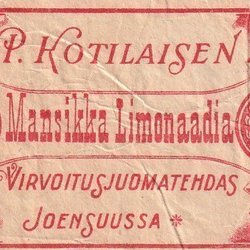 P. KOTILAISEN
Mansikka Limonaadia
VIRVOITUSJUOMATEHDAS
JOENSUUSSA